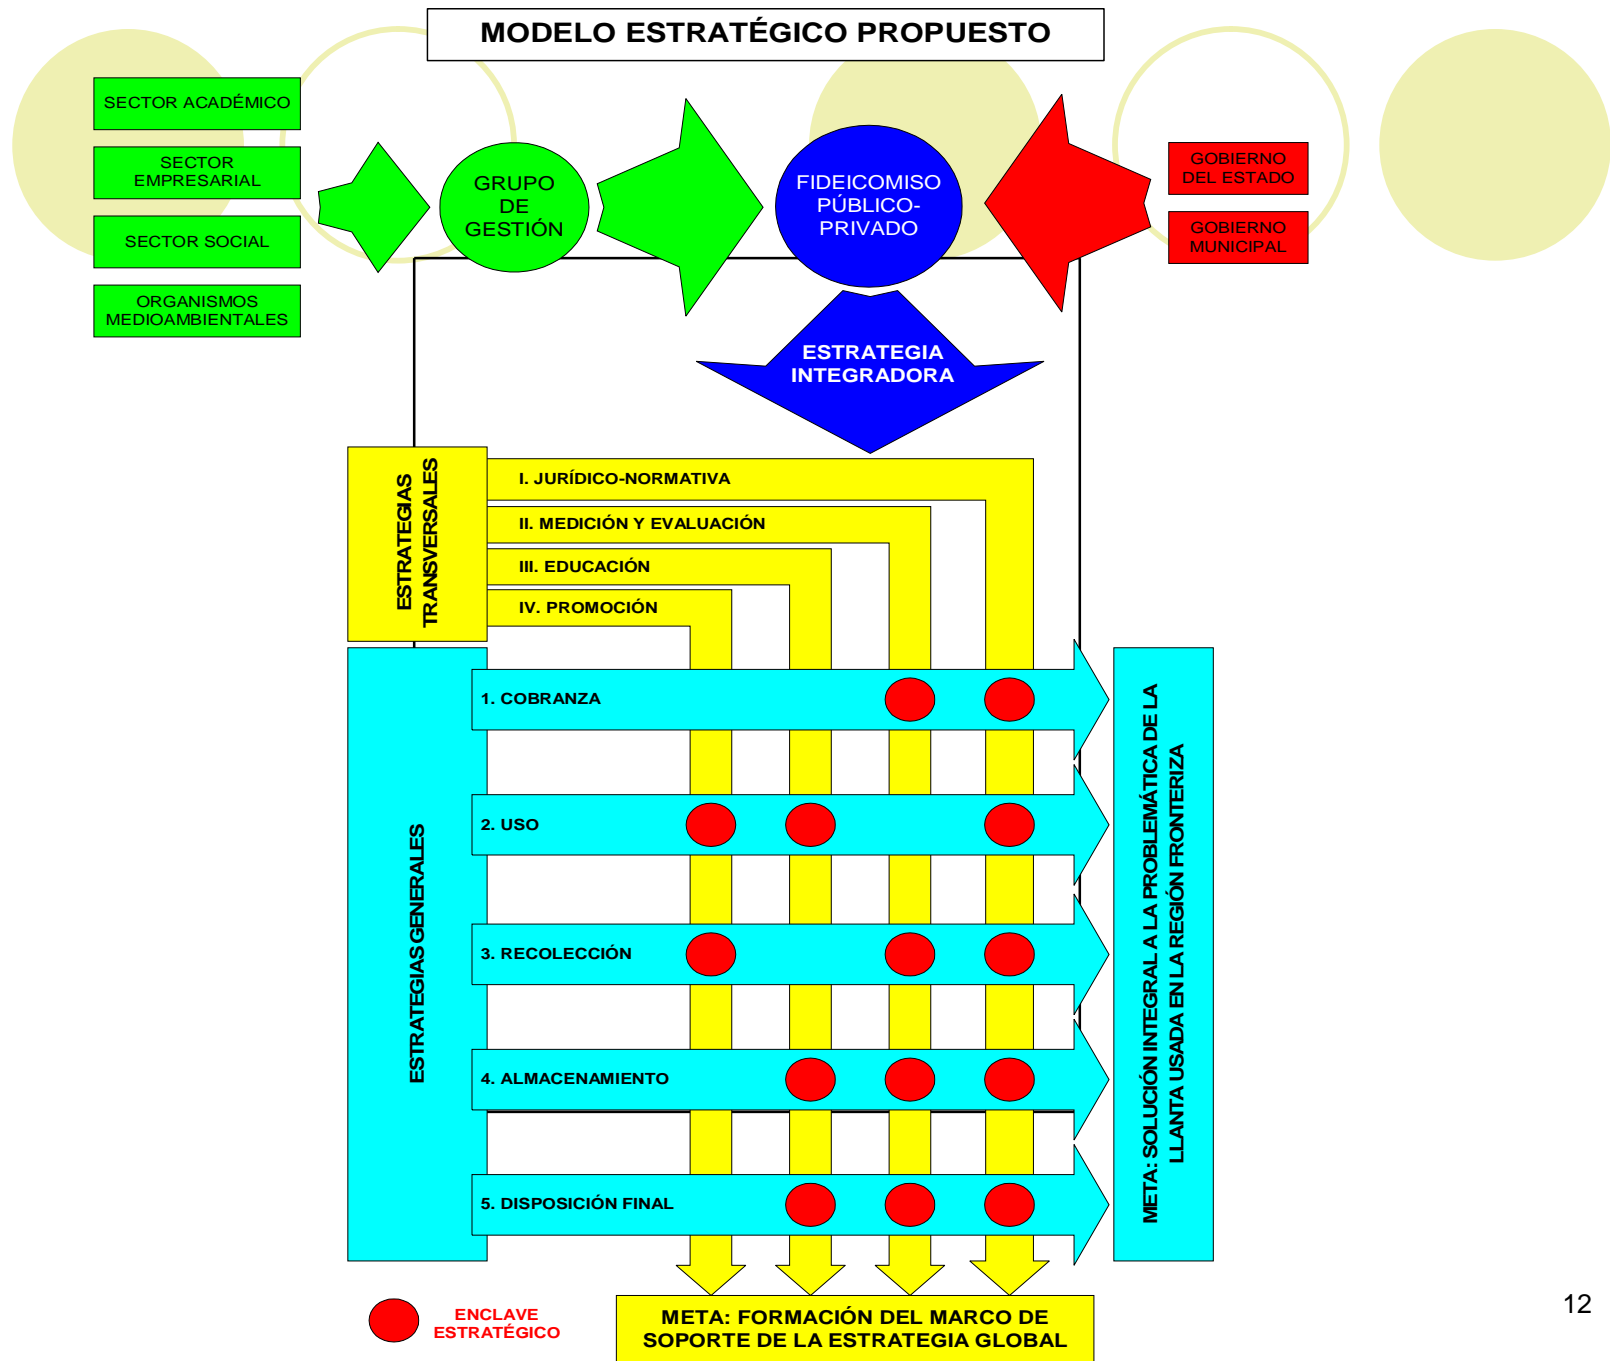 MODELO ESTRATÉGICO PROPUESTO
SECTOR ACADÉMICO
SECTOR
EMPRESARIAL
SECTOR SOCIAL
ORGANISMOS
MEDIOAMBIENTALES
GRUPO
DE
GESTIÓN
FIDEICOMISO
PÚBLICO-
PRIVADO
GOBIERNO
DEL ESTADO
GOBIERNO
MUNICIPAL
ESTRATEGIA
INTEGRADORA
ESTRATEGIAS
TRANSVERSALES
I. JURÍDICO-NORMATIVA
II. MEDICIÓN Y EVALUACIÓN
III. EDUCACIÓN
IV. PROMOCIÓN
ESTRATEGIAS GENERALES
1. COBRANZA
2. USO
3. RECOLECCIÓN
4. ALMACENAMIENTO
5. DISPOSICIÓN FINAL
META: SOLUCIÓN INTEGRAL A LA PROBLEMÁTICA DE LA
LLANTA USADA EN LA REGIÓN FRONTERIZA
ENCLAVE
ESTRATÉGICO
META: FORMACIÓN DEL MARCO DE
SOPORTE DE LA ESTRATEGIA GLOBAL
12